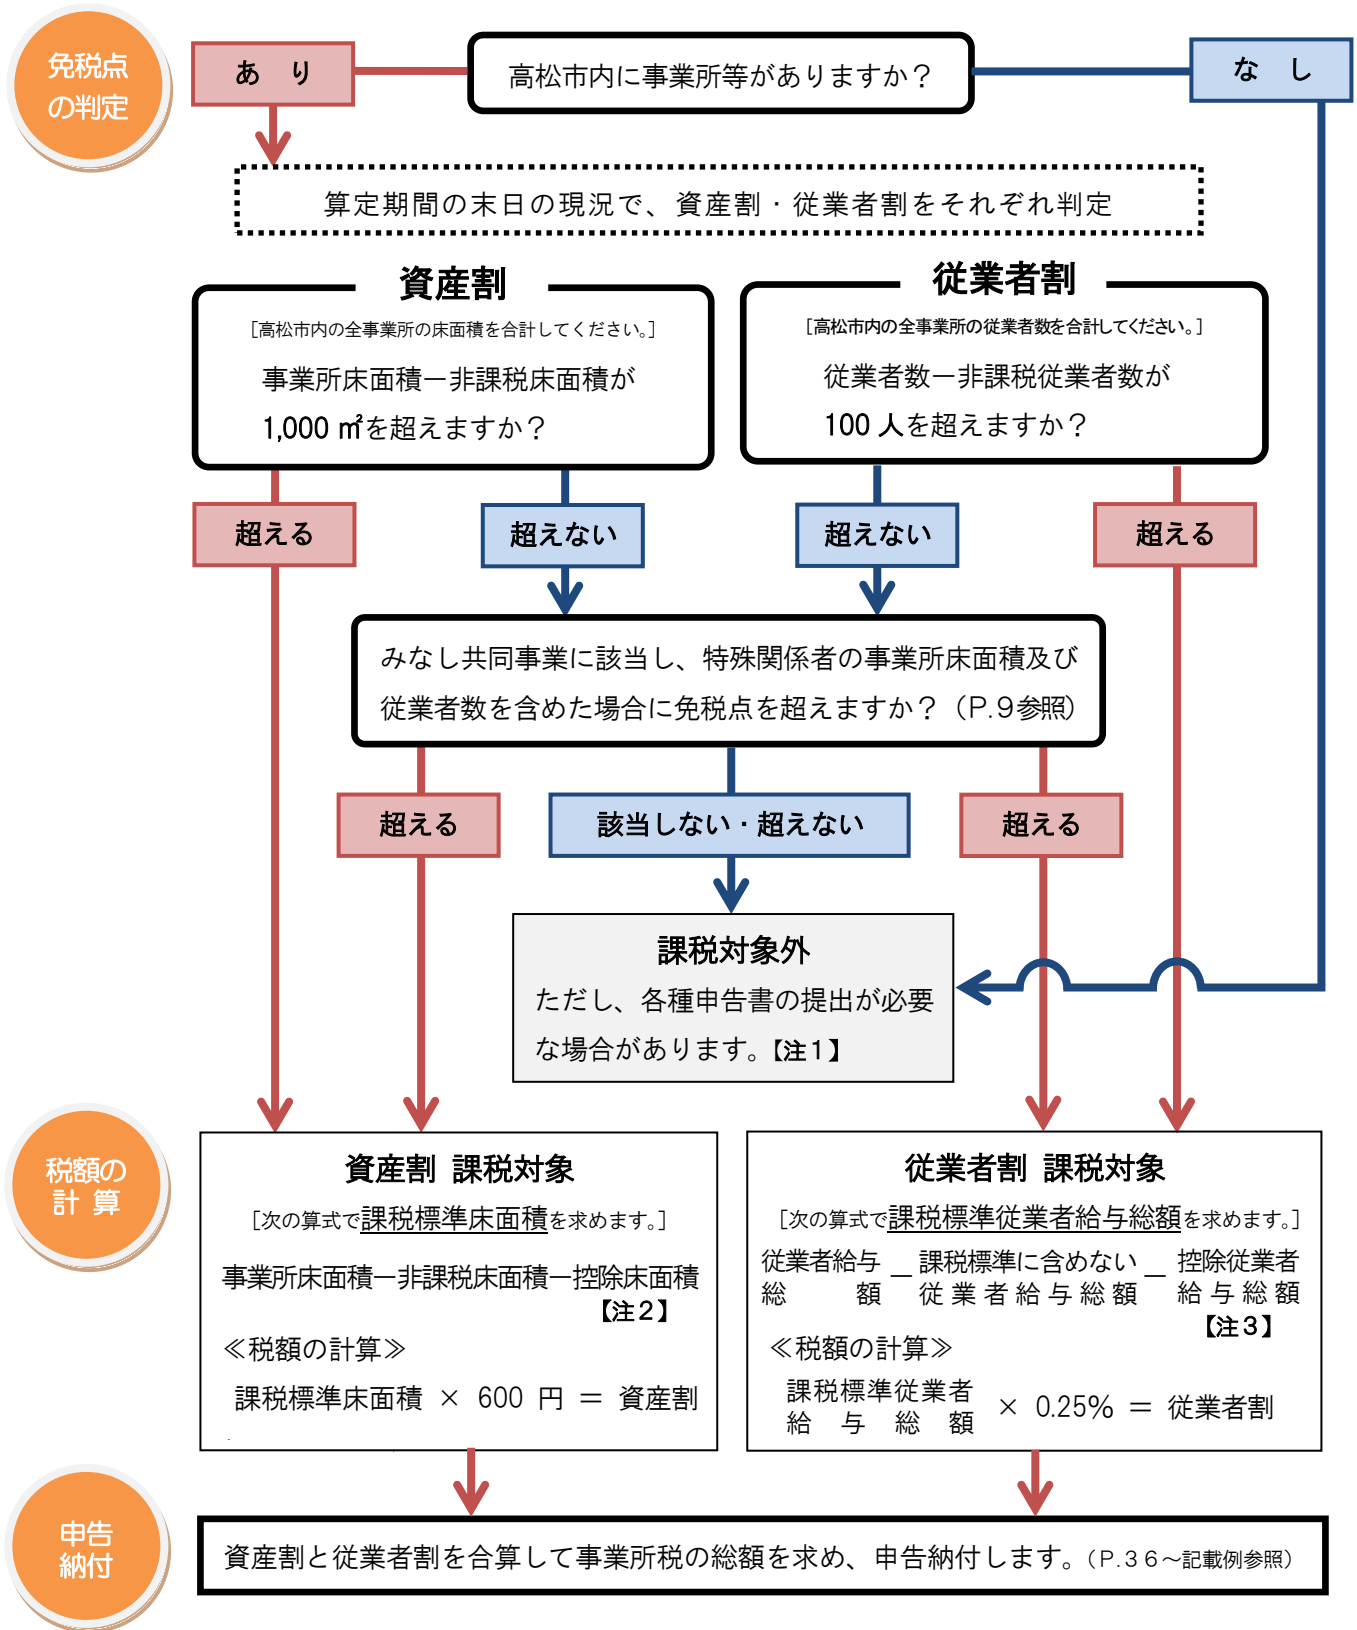 免税点
の判定
あ り
高松市内に事業所等がありますか？
な し
算定期間の末日の現況で、資産割・従業者割をそれぞれ判定
資産割
［高松市内の全事業所の床面積を合計してください。］
事業所床面積－非課税床面積が
1,000 ㎡を超えますか？
従業者割
［高松市内の全事業所の従業者数を合計してください。］
従業者数－非課税従業者数が
100 人を超えますか？
超える
超えない
超えない
超える
みなし共同事業に該当し、特殊関係者の事業所床面積及び
従業者数を含めた場合に免税点を超えますか？（P.9参照）
超える
該当しない・超えない
超える
課税対象外
ただし、各種申告書の提出が必要
な場合があります。【注１】
税額の
計 算
資産割 課税対象
［次の算式で課税標準床面積を求めます。］
事業所床面積－非課税床面積－控除床面積
【注２】
≪税額の計算≫
課税標準床面積 × 600 円 ＝ 資産割
従業者割 課税対象
［次の算式で課税標準従業者給与総額を求めます。］
従業者給与 － 課税標準に含めない － 控除従業者
総 額 従業者給与総額 給与総額
【注３】
≪税額の計算≫
課税標準従業者
給 与 総 額 × 0.25％ ＝ 従業者割
申告
納付
資産割と従業者割を合算して事業所税の総額を求め、申告納付します。（Ｐ.３６～記載例参照）